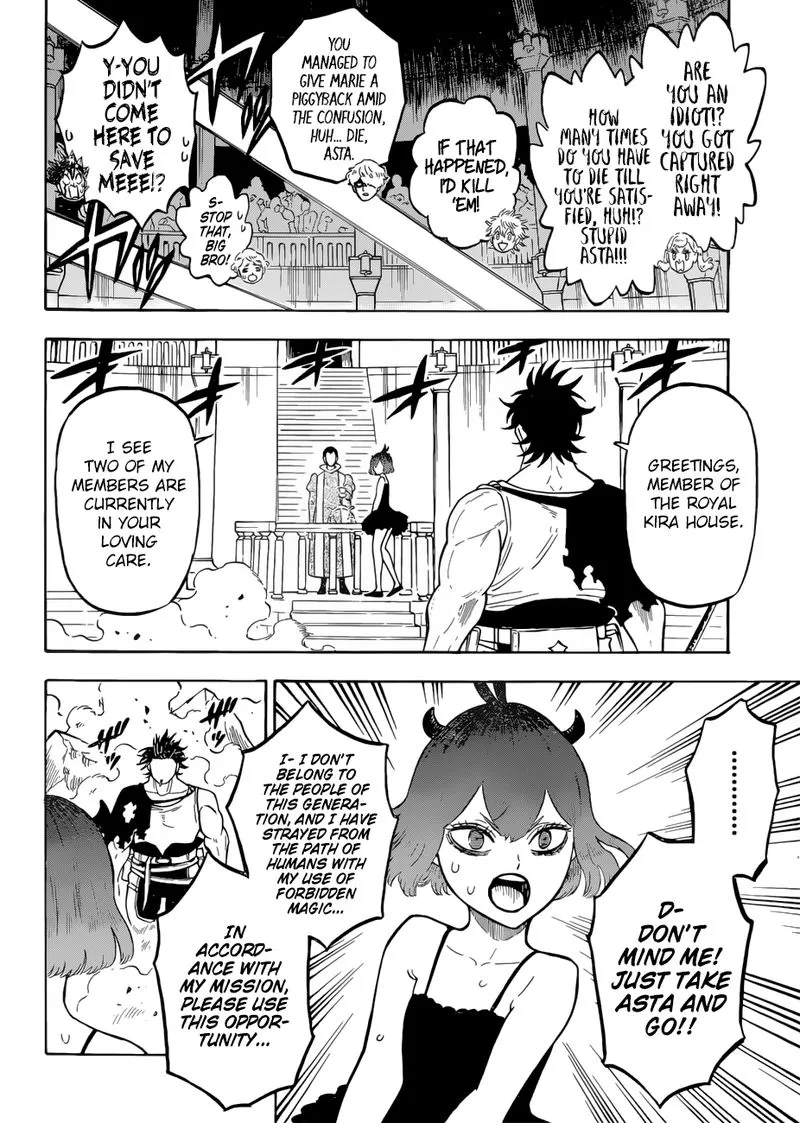 ARE
YOU AN
IDIOT!?
YOU GOT
CAPTURED
RIGHT
AWAY!
HOW
MANY TIMES
DO YOU HAVE
TO DIE TILL
YOU'RE SATIS-
FIED, HUH!?
STUPID
ASTA!!!
IF THAT
HAPPENED,
I'D KILL
'EM!
YOU
MANAGED TO
GIVE MARIE A
PIGGYBACK AMID
THE CONFUSION,
HUH... DIE,
ASTA.
S-
STOP
THAT,
BIG
BRO!
Y-YOU
DIDN'T
COME
HERE TO
SAVE
MEEE!?
GREETINGS,
MEMBER
OF THE ROYAL
KIRA HOUSE.
I SEE
TWO OF MY
MEMBERS ARE
CURRENTLY
IN YOUR
LOVING
CARE.
.........
D-
DON'T
MIND ME!
JUST TAKE
ASTA AND
GO!!
I- I DON'T
BELONG TO
THE PEOPLE OF
THIS GENERA-
TION, AND I HAVE
STRAYED FROM
THE PATH OF
HUMANS WITH
MY USE OF
FORBIDDEN
MAGIC...
IN
ACCORD-
ANCE WITH
MY MISSION,
PLEASE USE
THIS OPPOR-
TUNITY...